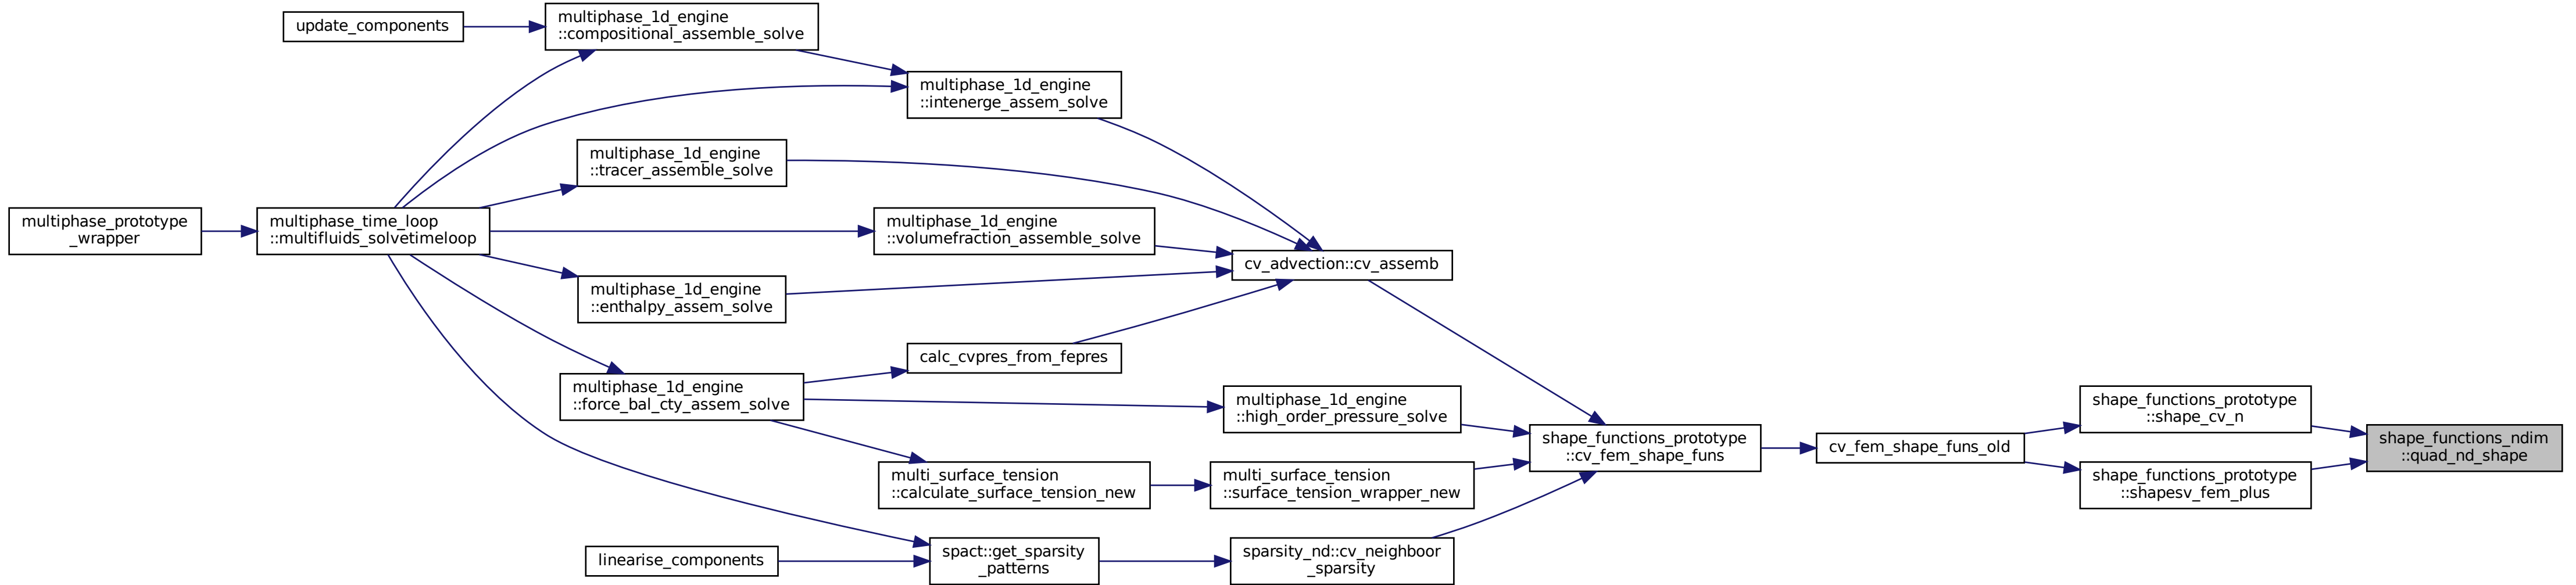 update_components
multiphase_1d_engine
::compositional_assemble_solve
multiphase_1d_engine
::intenerge_assem_solve
multiphase_1d_engine
::tracer_assemble_solve
multiphase_prototype
_wrapper
multiphase_time_loop
::multifluids_solvetimeloop
multiphase_1d_engine
::volumefraction_assemble_solve
cv_advection::cv_assemb
multiphase_1d_engine
::enthalpy_assem_solve
calc_cvpres_from_fepres
multiphase_1d_engine
::force_bal_cty_assem_solve
multiphase_1d_engine
::high_order_pressure_solve
shape_functions_prototype
::cv_fem_shape_funs
cv_fem_shape_funs_old
shape_functions_prototype
::shape_cv_n
shape_functions_ndim
::quad_nd_shape
multi_surface_tension
::calculate_surface_tension_new
multi_surface_tension
::surface_tension_wrapper_new
shape_functions_prototype
::shapesv_fem_plus
linearise_components
spact::get_sparsity
_patterns
sparsity_nd::cv_neighboor
_sparsity